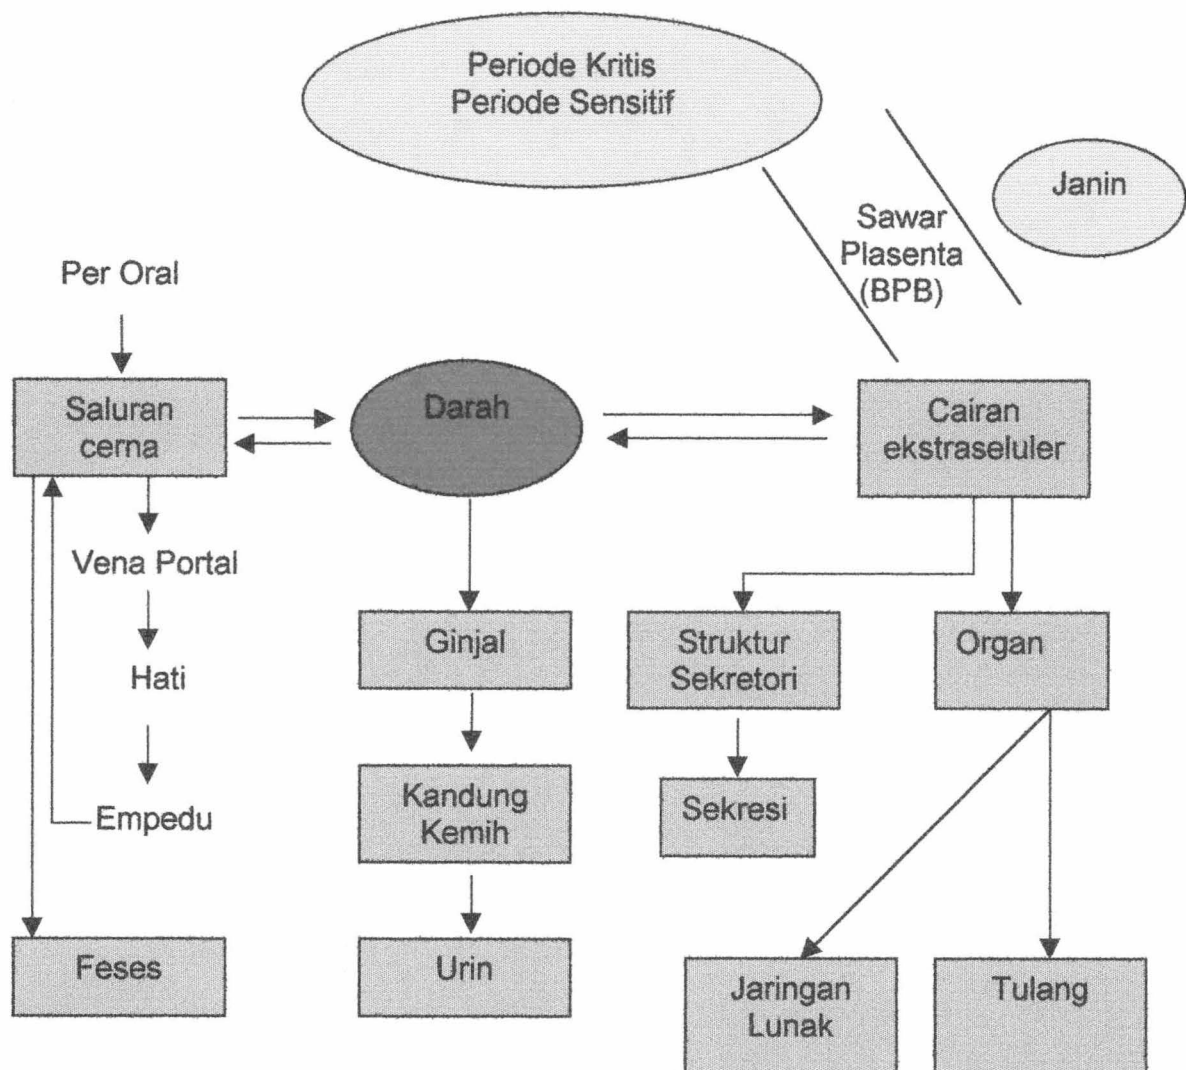 Periode Kritis
Periode Sensitif
Janin
Sawar
Plasenta
(BPB)
Per Oral
Saluran
cerna
Darah
Cairan
ekstraseluler
Vena Portal
Hati
Empedu
Feses
Ginjal
Kandung
Kemih
Urin
Struktur
Sekretori
Sekresi
Organ
Jaringan
Lunak
Tulang